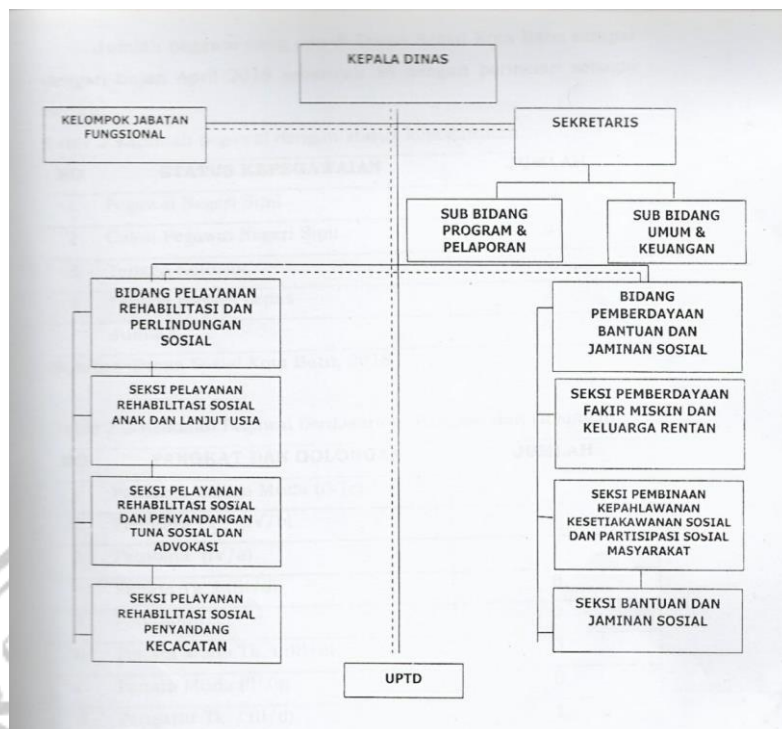 KEPALA DINAS
KELOMPOK JABATAN
FUNGSIONAL
SEKRETARIS
SUB BIDANG
PROGRAM &
PELAPORAN
SUB BIDANG
UMUM &
KEUANGAN
BIDANG PELAYANAN
REHABILITASI DAN
PERLINDUNGAN
SOSIAL
BIDANG
PEMBERDAYAAN
BANTUAN DAN
JAMINAN SOSIAL
SEKSI PELAYANAN
REHABILITASI SOSIAL
ANAK DAN LANJUT USIA
SEKSI PEMBERDAYAAN
FAKIR MISKIN DAN
KELUARGA RENTAN
SEKSI PELAYANAN
REHABILITASI SOSIAL
DAN PENYANDANGAN
TUNA SOSIAL DAN
ADVOKASI
SEKSI PEMBINAAN
KEPAHLAWANAN
KESETIAKAWANAN SOSIAL
DAN PARTISIPASI SOSIAL
MASYARAKAT
SEKSI PELAYANAN
REHABILITASI SOSIAL
PENYANDANG
KECACATAN
SEKSI BANTUAN DAN
JAMINAN SOSIAL
UPTD